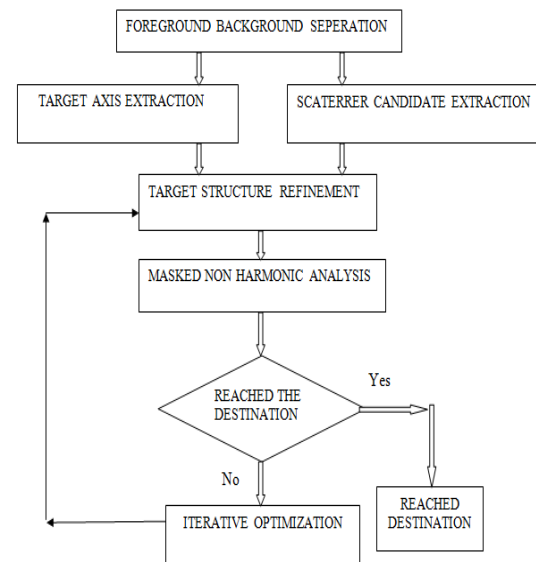 FOREGROUND BACKGROUND SEPERATION
TARGET AXIS EXTRACTION
SCATERRER CANDIDATE EXTRACTION
TARGET STRUCTURE REFINEMENT
MASKED NON HARMONIC ANALYSIS
REACHED THE
DESTINATION
Yes
No
REACHED
DESTINATION
ITERATIVE OPTIMIZATION